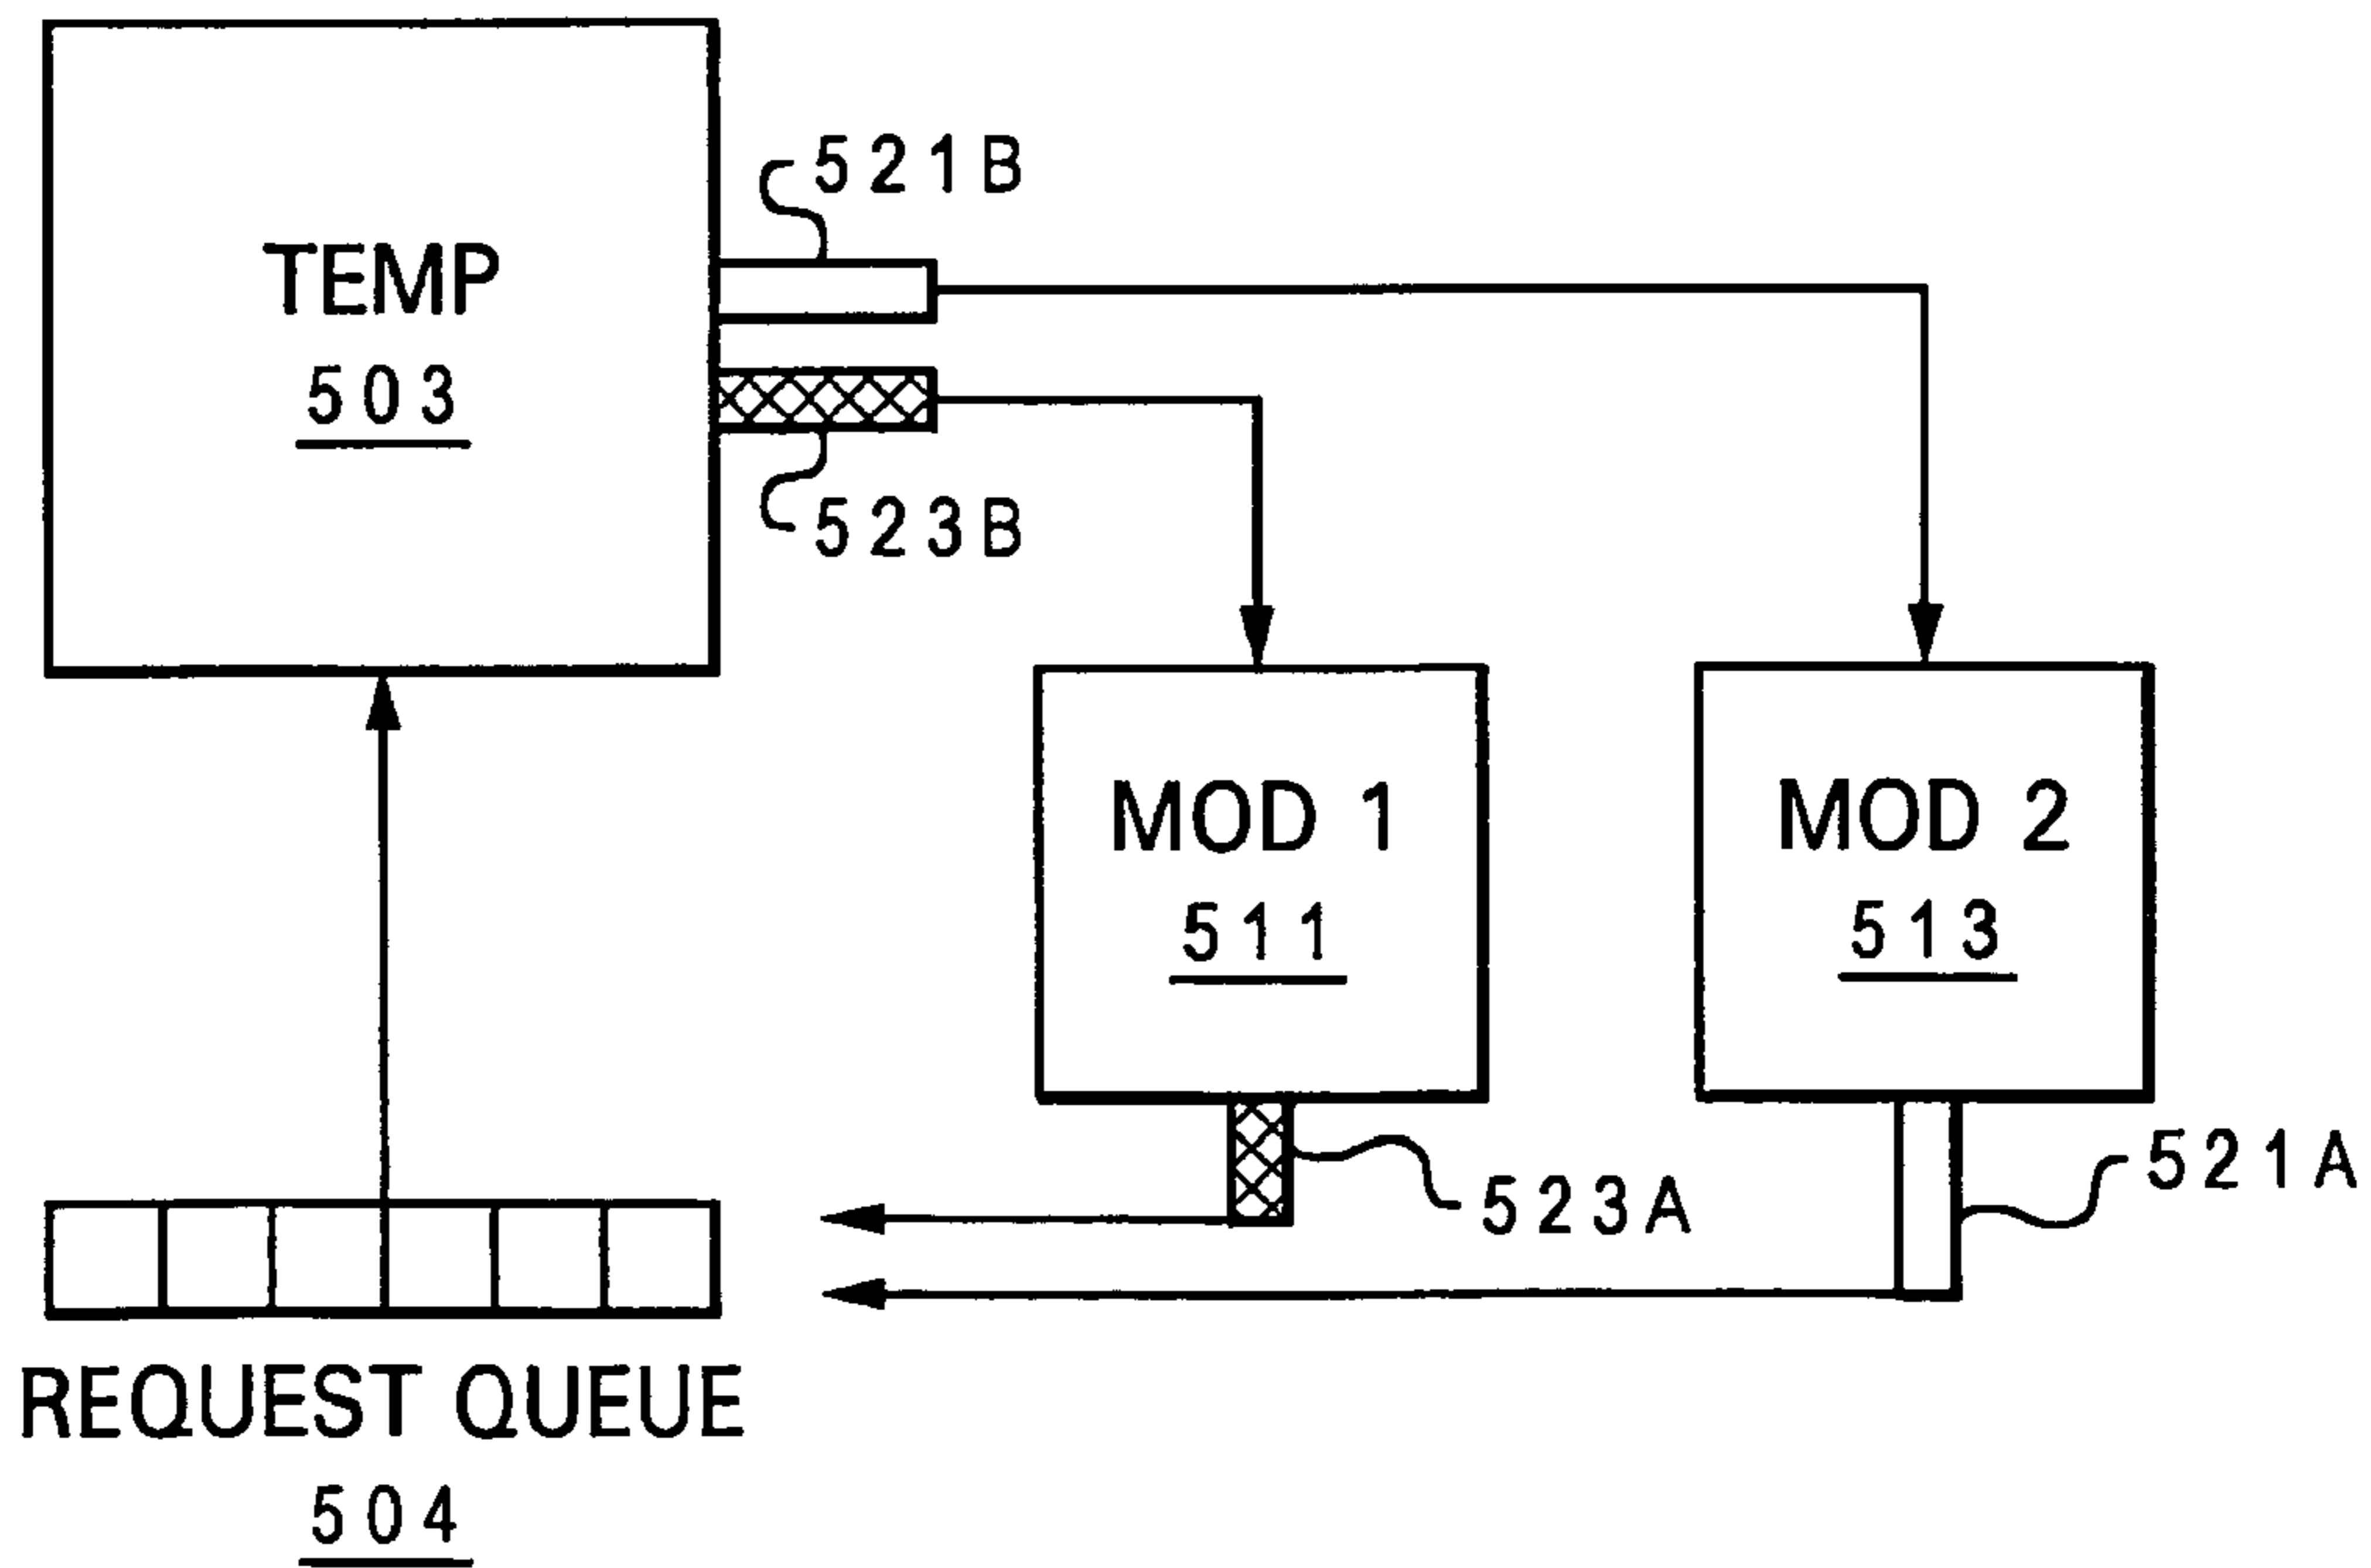 521B
TEMP
503
523B
MOD 1
511
MOD 2
513
521A
523A
REQUEST QUEUE
504